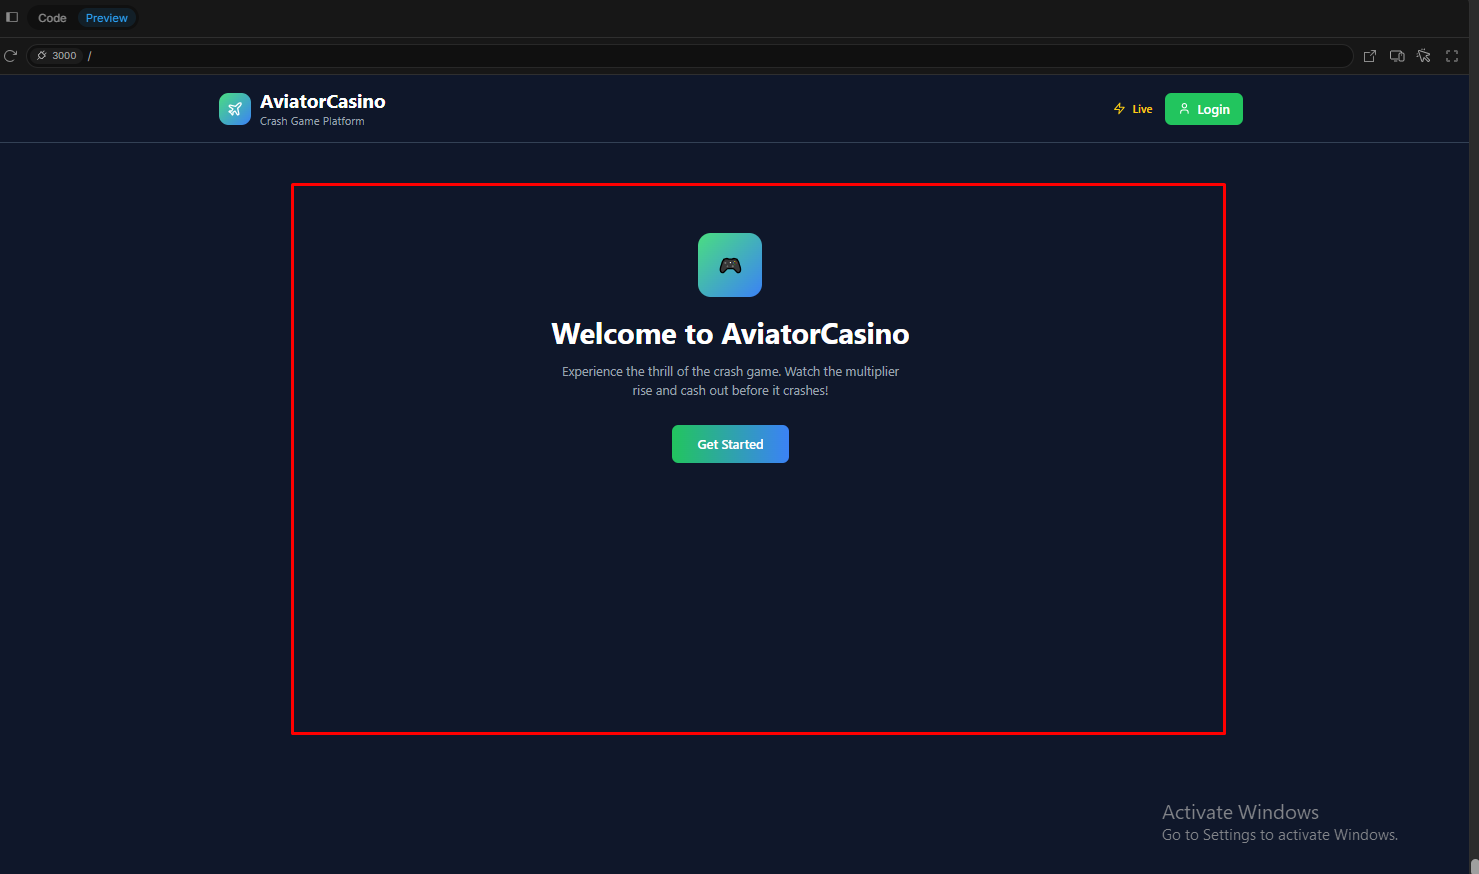 Code Preview
3000 /
AviatorCasino
Crash Game Platform
Live
Login
Welcome to AviatorCasino
Experience the thrill of the crash game. Watch the multiplier
rise and cash out before it crashes!
Get Started
Activate Windows
Go to Settings to activate Windows.